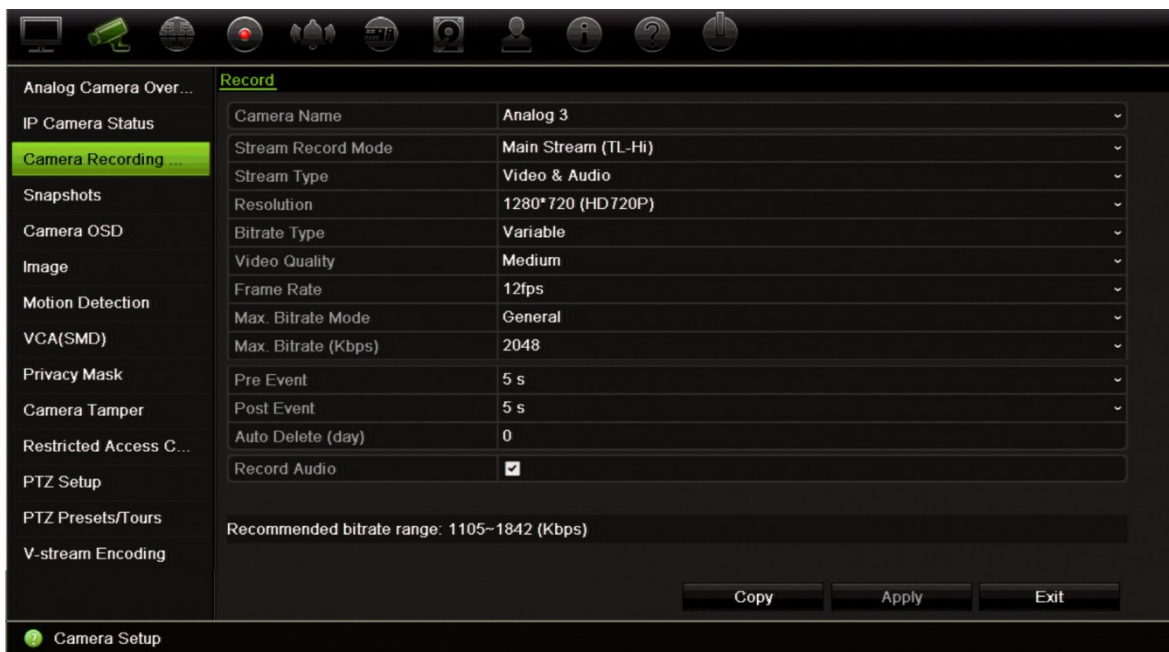 Analog Camera Over...
IP Camera Status
Camera Recording ...
Snapshots
Camera OSD
Image
Motion Detection
VCA(SMD)
Privacy Mask
Camera Tamper
Restricted Access C...
PTZ Setup
PTZ Presets/Tours
V-stream Encoding
Record
Camera Name Analog 3
Stream Record Mode Main Stream (TL-Hi)
Stream Type Video & Audio
Resolution 1280*720 (HD720P)
Bitrate Type Variable
Video Quality Medium
Frame Rate 12fps
Max. Bitrate Mode General
Max. Bitrate (Kbps) 2048
Pre Event 5 s
Post Event 5 s
Auto Delete (day) 0
Record Audio
Recommended bitrate range: 1105~1842 (Kbps)
Copy Apply Exit
? Camera Setup